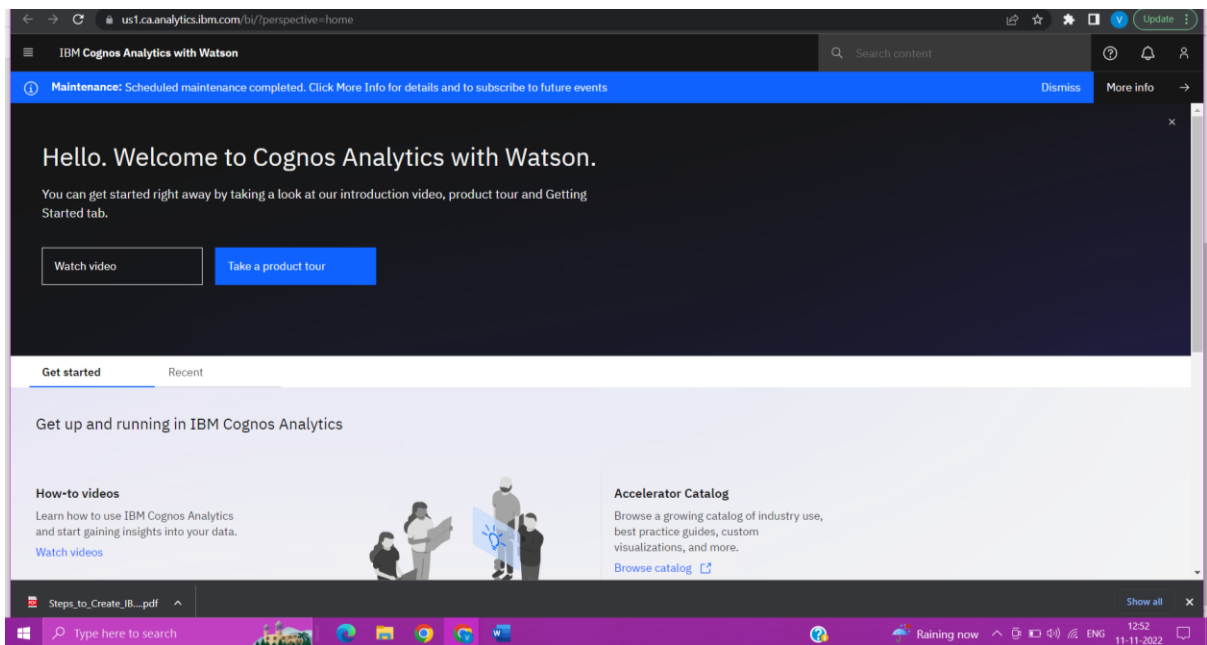 us1.ca.analytics.ibm.com/bi/?perspective=home
Update
V
IBM Cognos Analytics with Watson
Search content
Maintenance: Scheduled maintenance completed. Click More Info for details and to subscribe to future events
Dismiss
More info
Hello. Welcome to Cognos Analytics with Watson.
You can get started right away by taking a look at our introduction video, product tour and Getting
Started tab.
Watch video
Take a product tour
Get started
Recent
Get up and running in IBM Cognos Analytics
How-to videos
Learn how to use IBM Cognos Analytics
and start gaining insights into your data.
Watch videos
Accelerator Catalog
Browse a growing catalog of industry use,
best practice guides, custom
visualizations, and more.
Browse catalog
Steps_to_Create_IB....pdf
Show all
Type here to search
Raining now
ENG
12:52
11-11-2022